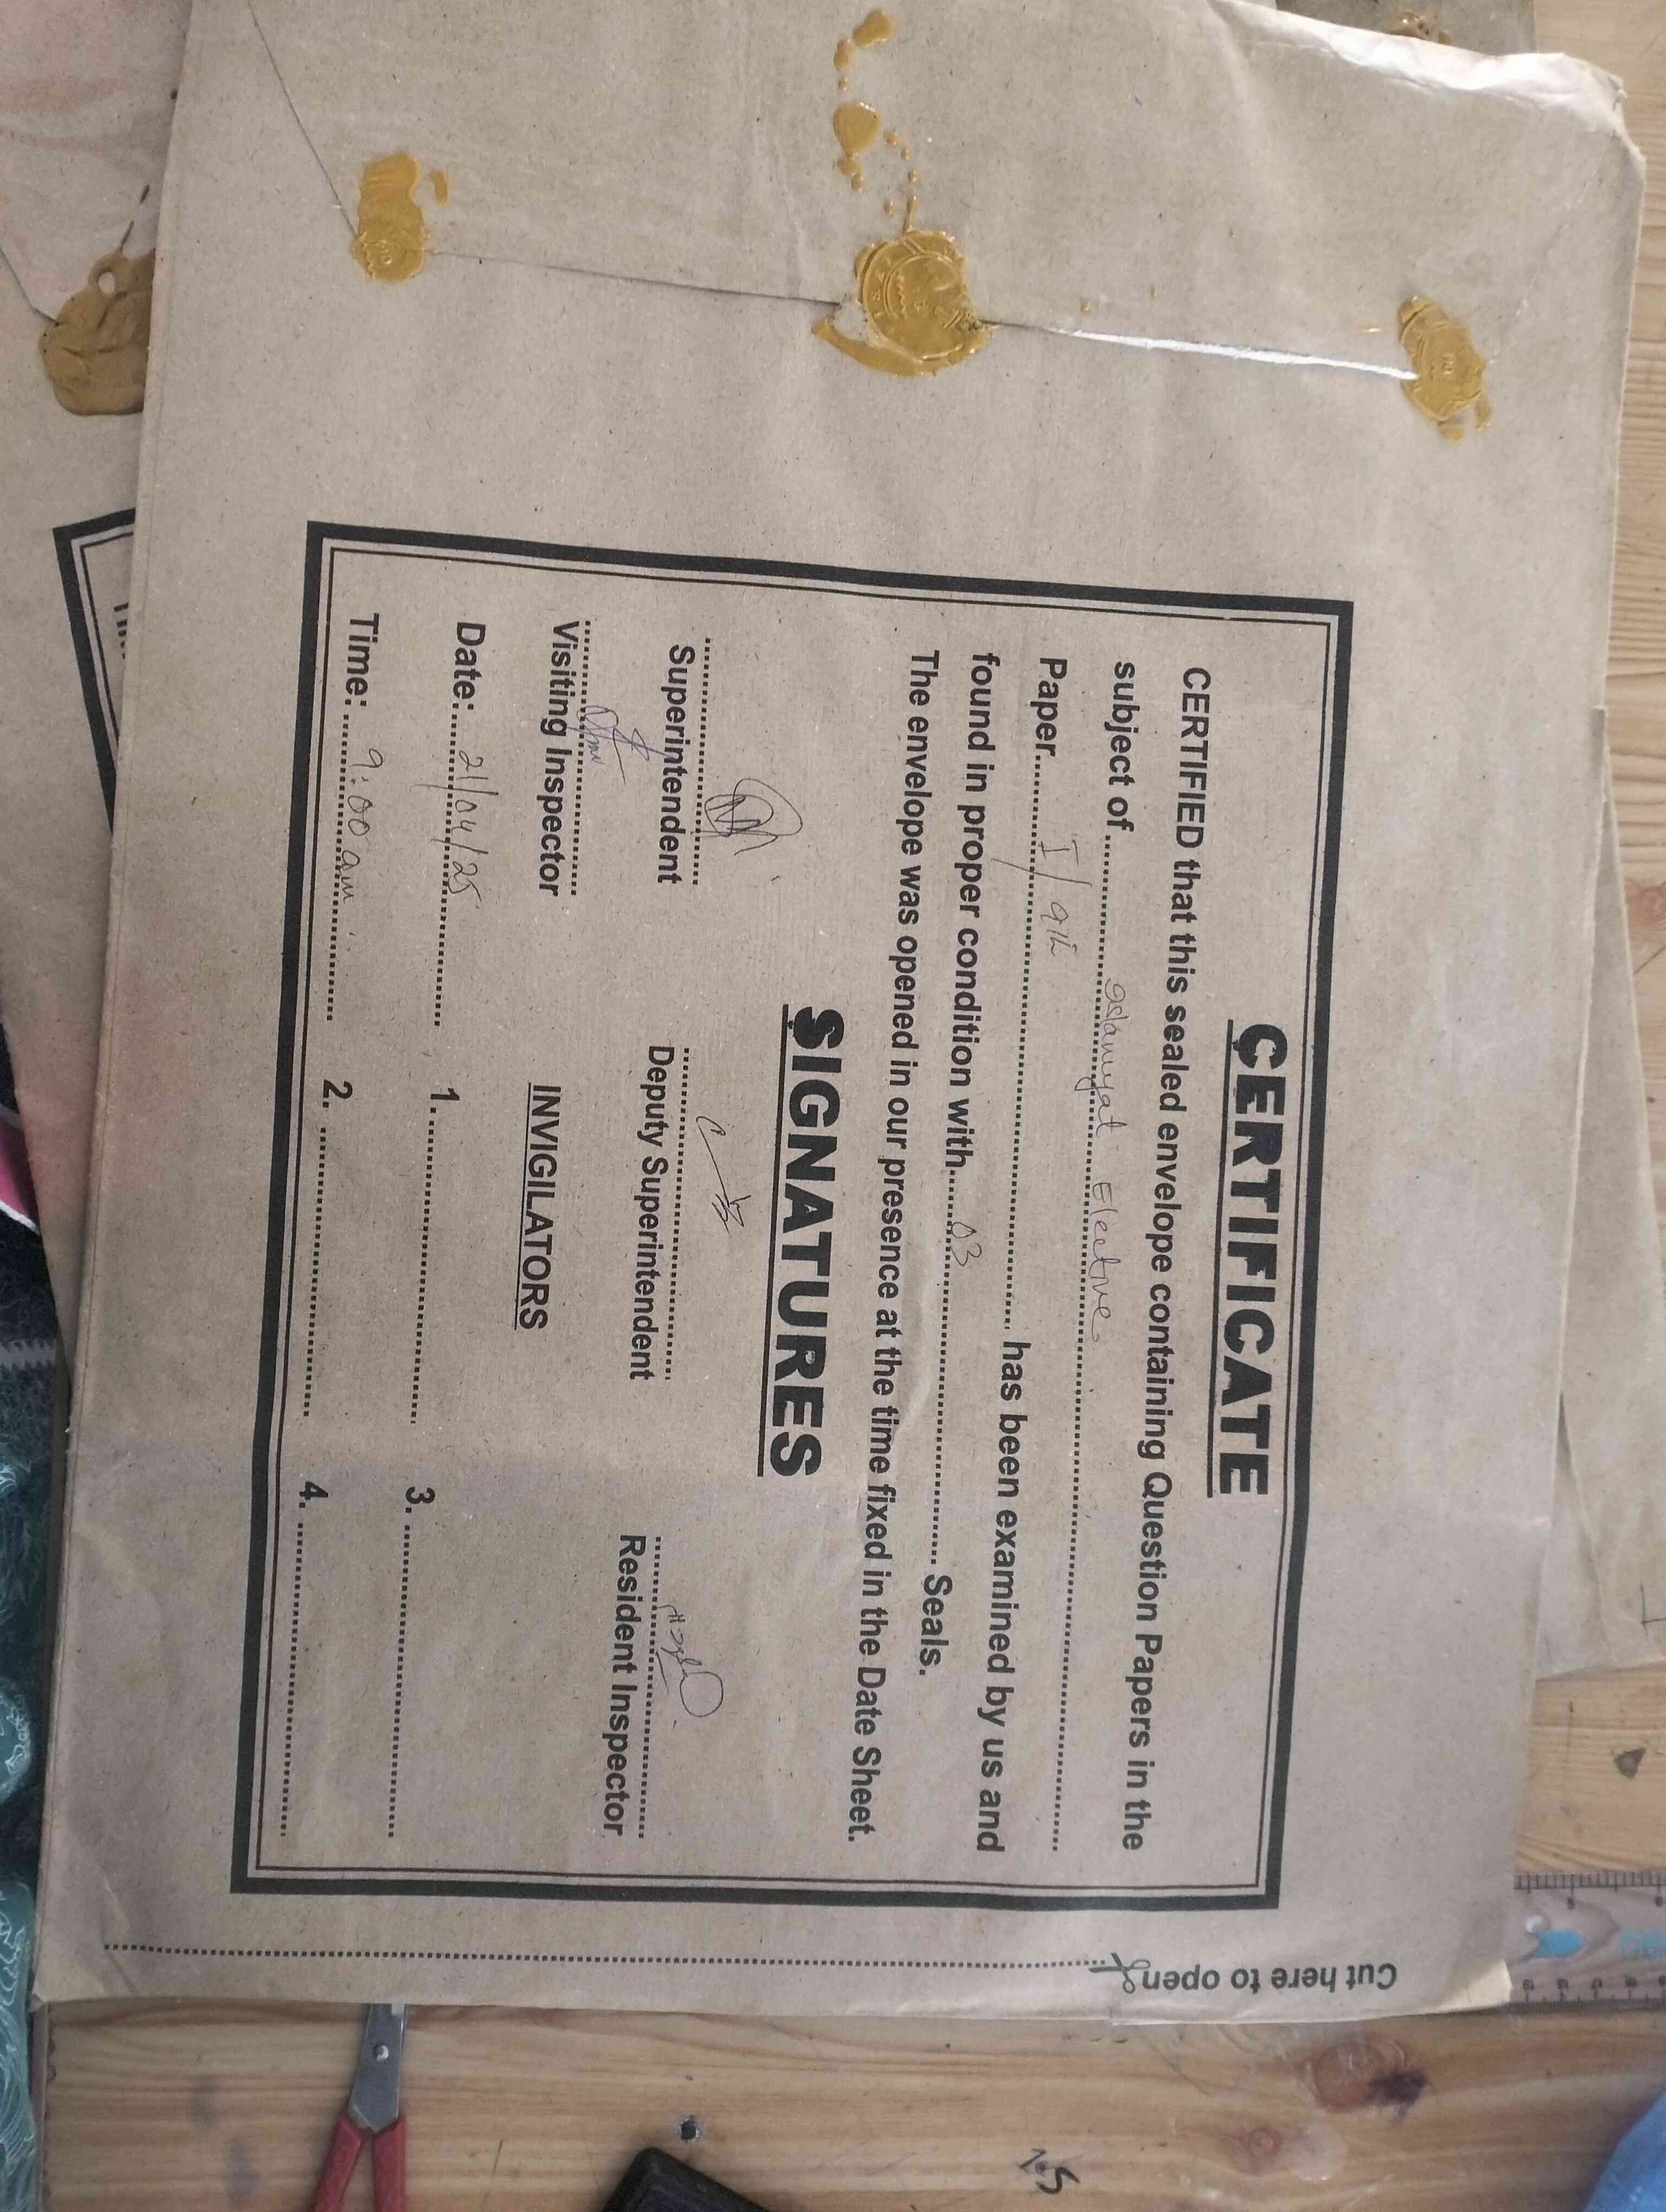 CERTIFICATE
CERTIFIED that this sealed envelope containing Question Papers in the
subject of.......... Islamyat Elective..........
Paper.......... I/9th .......... has been examined by us and
found in proper condition with.......... 03 .......... Seals.
The envelope was opened in our presence at the time fixed in the Date Sheet.
SIGNATURES
Superintendent Deputy Superintendent Resident Inspector
Visiting Inspector INVIGILATORS
Date:.......... 21/04/25 .......... 1. .......... 3. ..........
Time:.......... 9:00 am .......... 2. .......... 4. ..........
Cut here to open